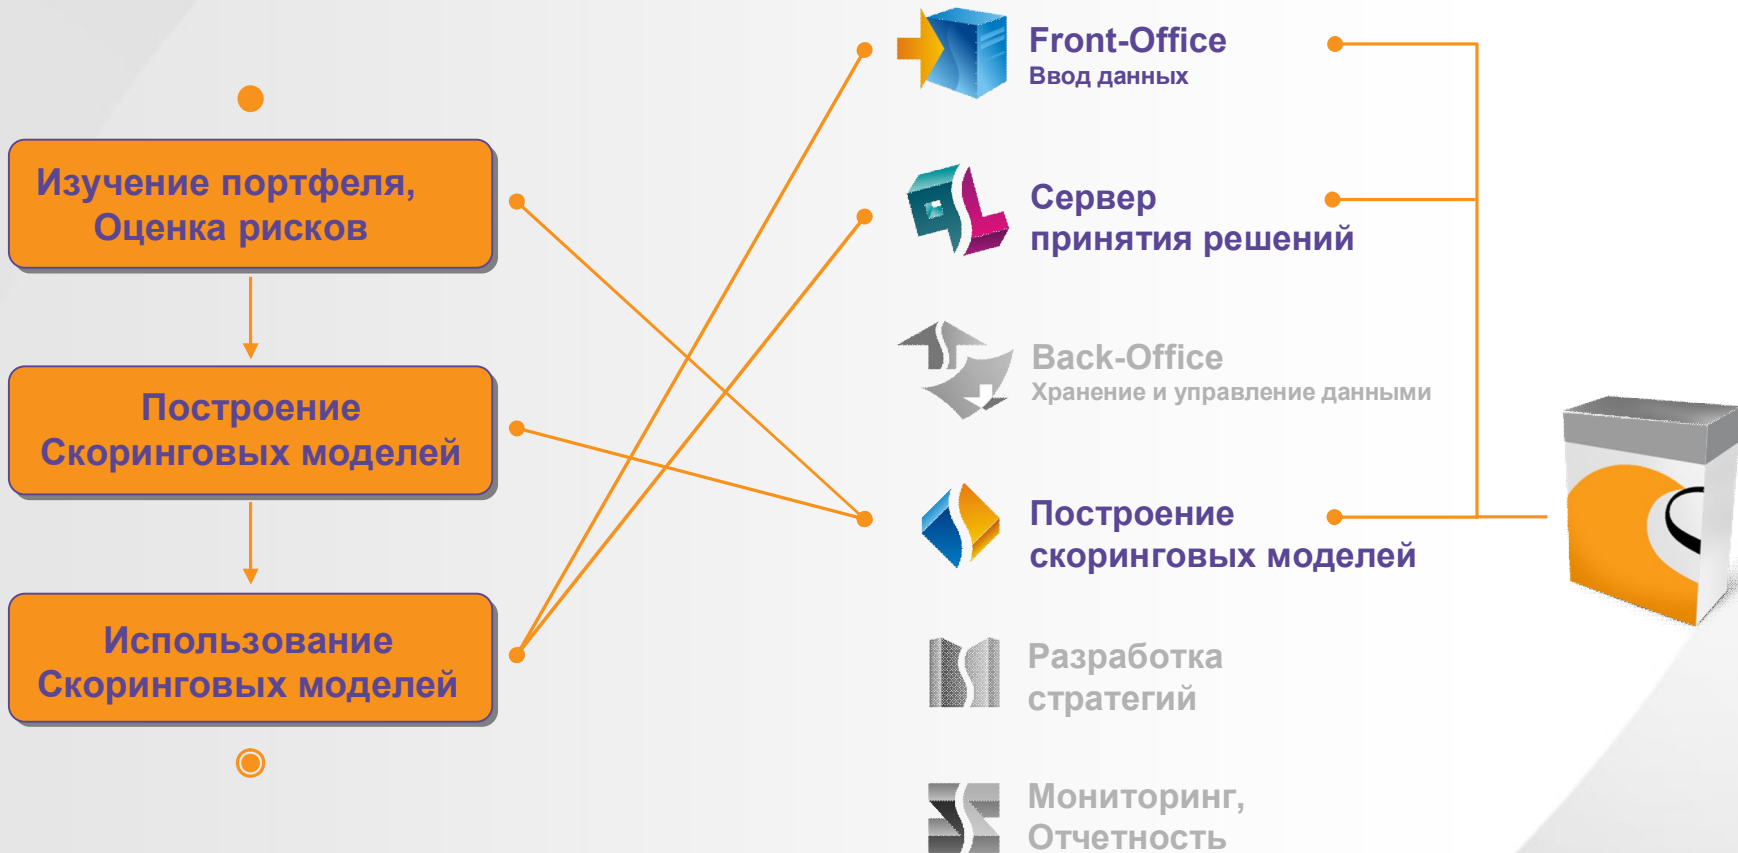 Изучение портфеля,
Оценка рисков
Построение
Скоринговых моделей
Использование
Скоринговых моделей
Front-Office
Ввод данных
Сервер
принятия решений
Back-Office
Хранение и управление данными
Построение
скоринговых моделей
Разработка
стратегий
Мониторинг,
Отчетность